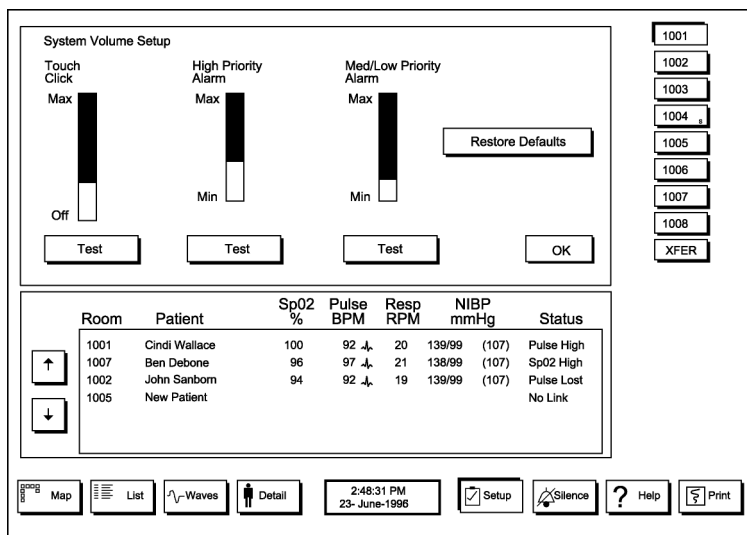 System Volume Setup
Touch Click
High Priority Alarm
Med/Low Priority Alarm
Max
Max
Max
Off
Min
Min
Restore Defaults
Test
Test
Test
OK
1001
1002
1003
1004 s
1005
1006
1007
1008
XFER
Room Patient Sp02 % Pulse BPM Resp RPM NIBP mmHg Status
1001 Cindi Wallace 100 92 20 139/99 (107) Pulse High
1007 Ben Debone 96 97 21 138/99 (107) Sp02 High
1002 John Sanborn 94 92 19 139/99 (107) Pulse Lost
1005 New Patient No Link
Map
List
Waves
Detail
2:48:31 PM
23- June-1996
Setup
Silence
? Help
Print